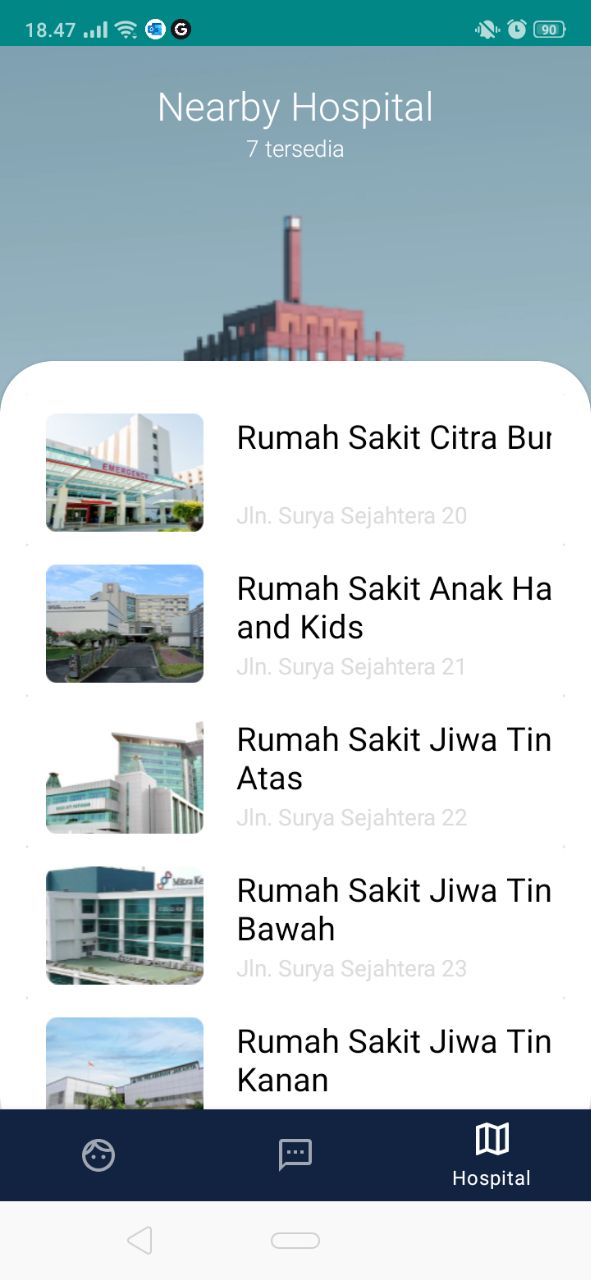 18.47
90
Nearby Hospital
7 tersedia
EMERGENCY
Rumah Sakit Citra Bun
Jln. Surya Sejahtera 20
Rumah Sakit Anak Ha
and Kids
Jln. Surya Sejahtera 21
Rumah Sakit Jiwa Tin
Atas
Jln. Surya Sejahtera 22
Mitra Ke
Rumah Sakit Jiwa Tin
Bawah
Jln. Surya Sejahtera 23
Rumah Sakit Jiwa Tin
Kanan
Hospital